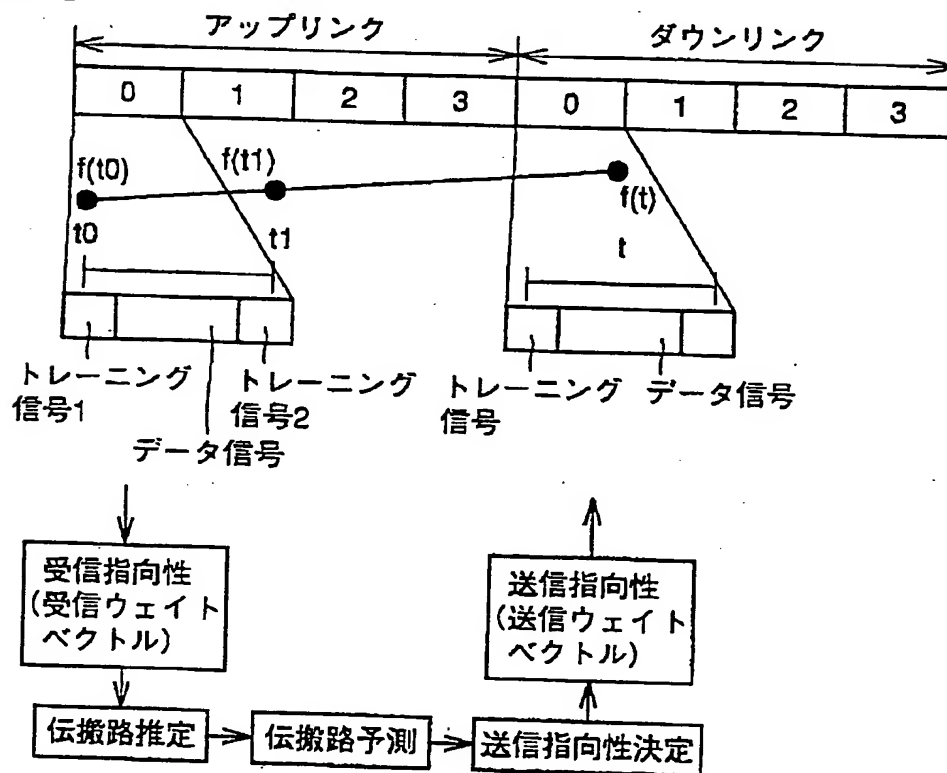 アップリンク
ダウンリンク
0 1 2 3 0 1 2 3
f(t0)
f(t1)
f(t)
t0
t1
t
トレーニング
信号1
トレーニング
信号2
データ信号
トレーニング
信号
データ信号
受信指向性
(受信ウェイト
ベクトル)
送信指向性
(送信ウェイト
ベクトル)
伝搬路推定
伝搬路予測
送信指向性決定